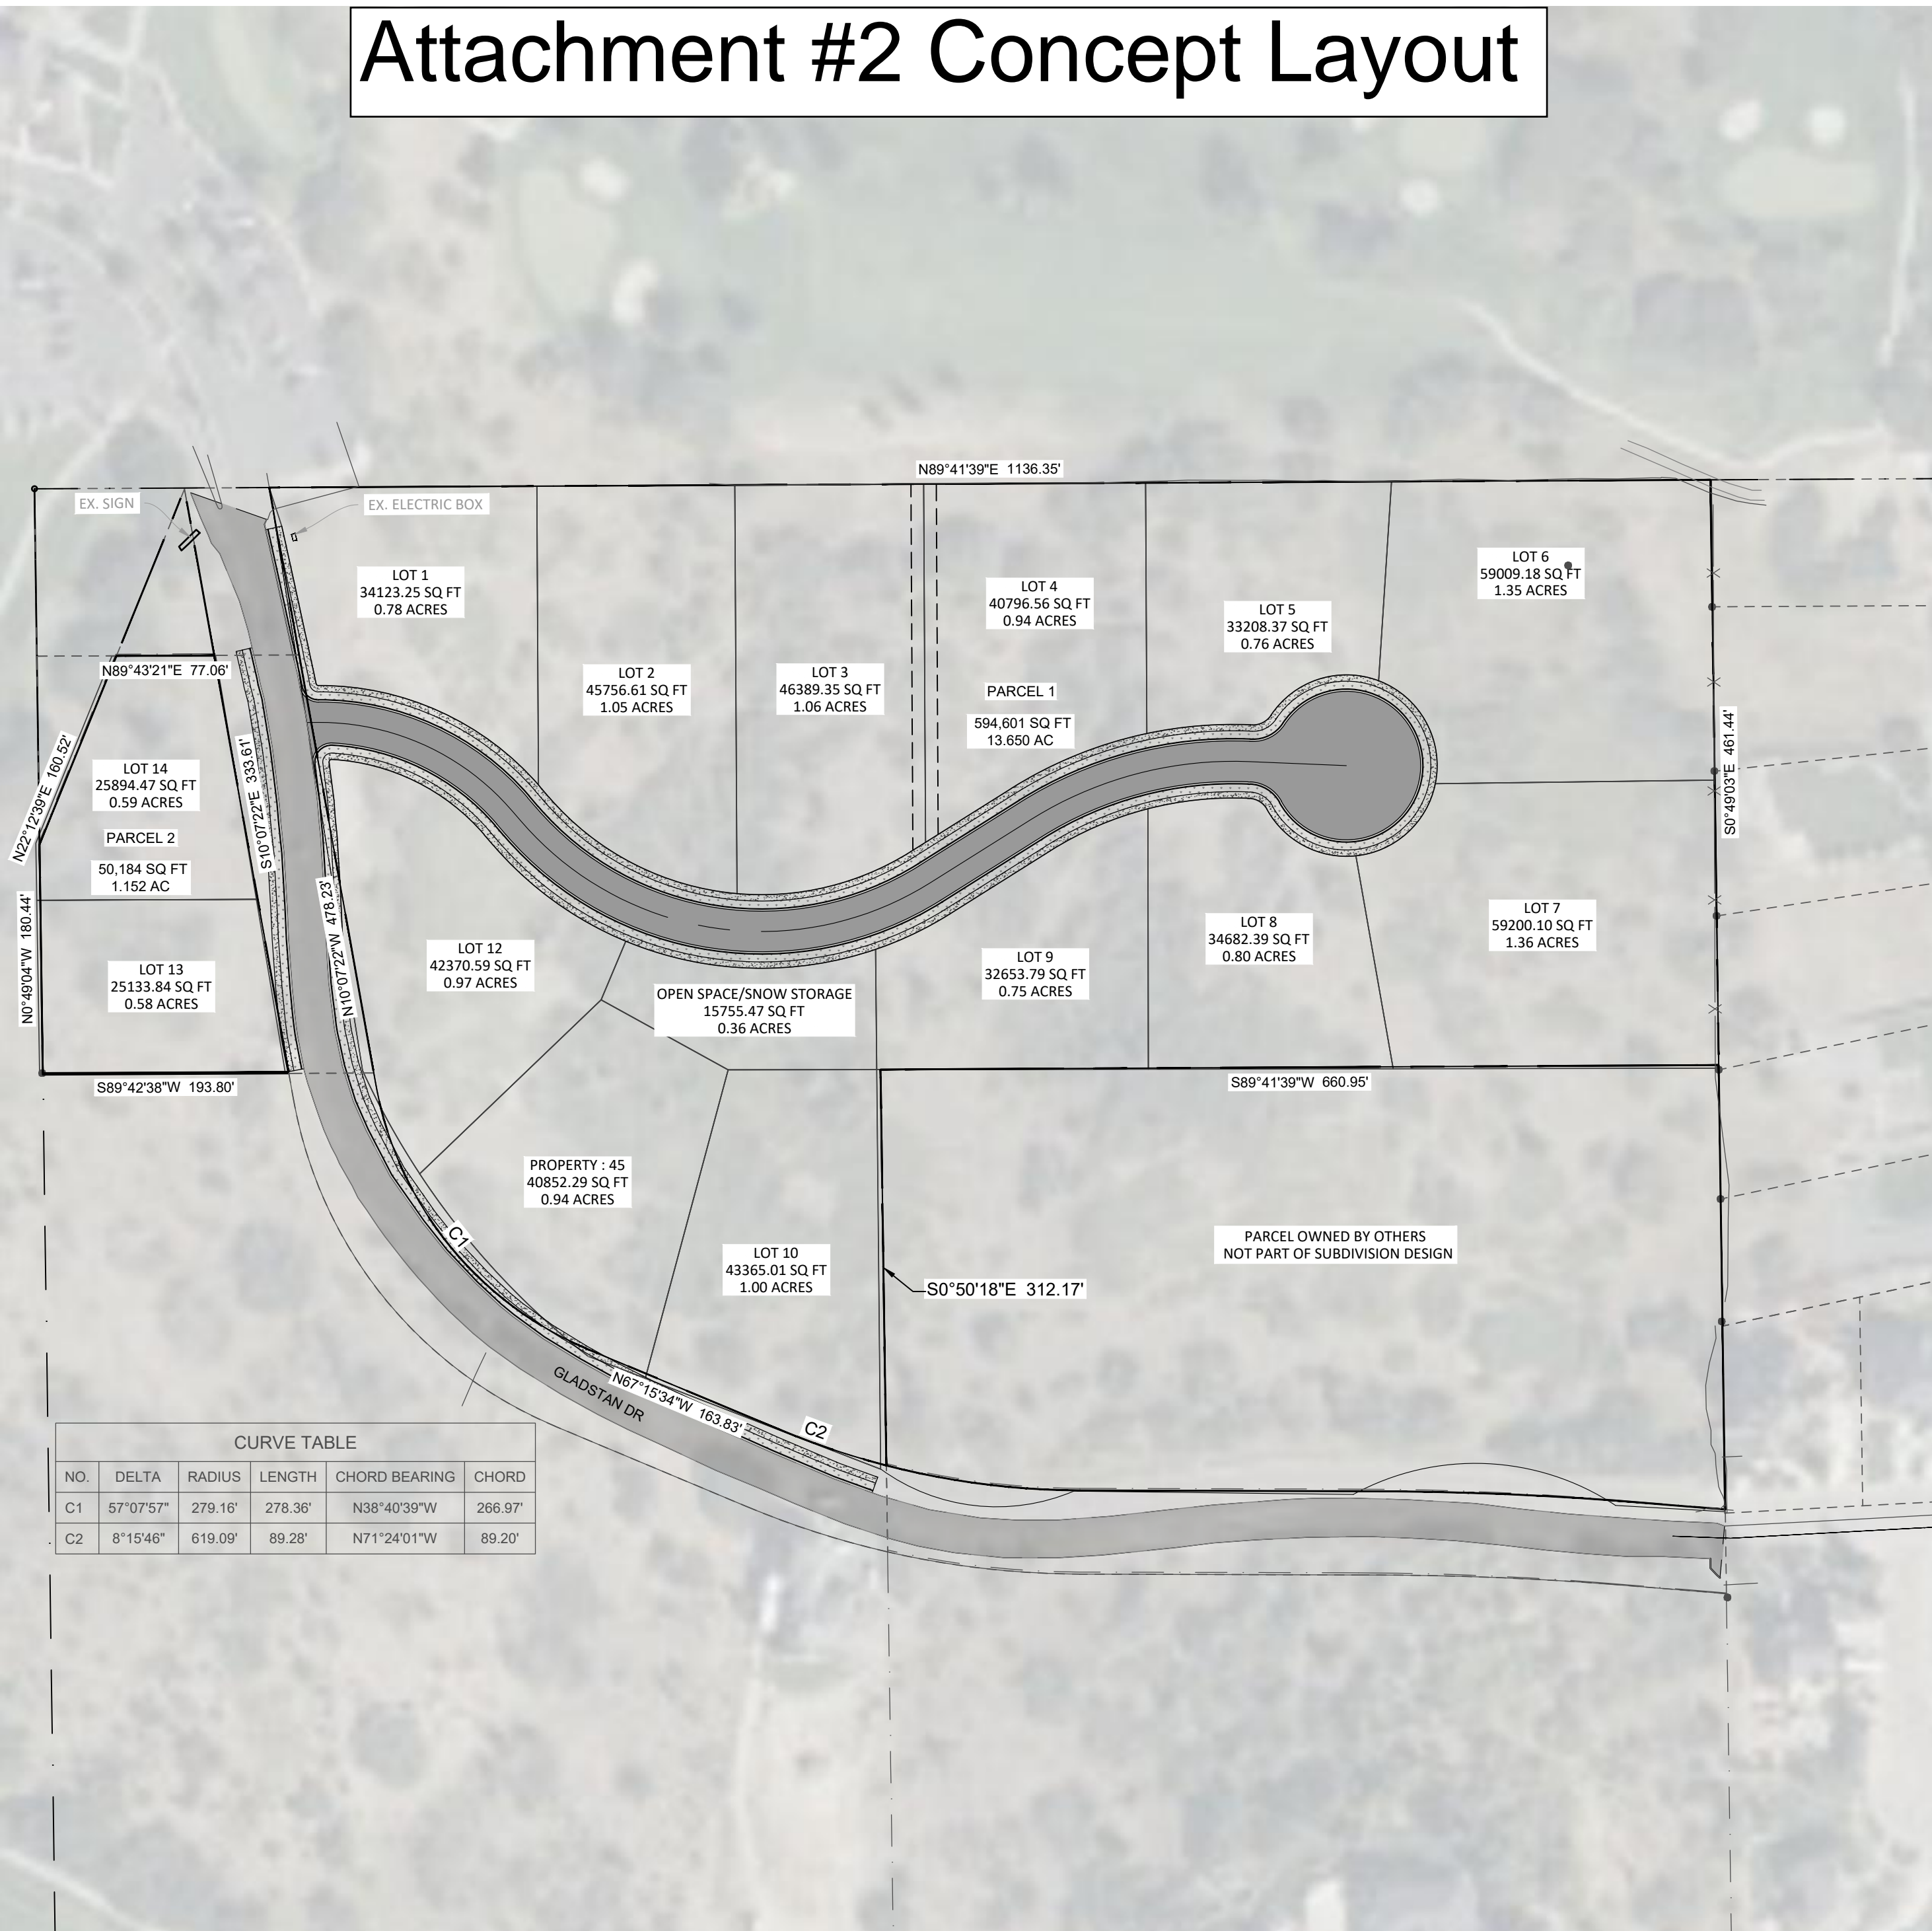 Attachment #2 Concept Layout
N89°41'39"E 1136.35'
EX. SIGN
EX. ELECTRIC BOX
LOT 1
34123.25 SQ FT
0.78 ACRES
LOT 2
45756.61 SQ FT
1.05 ACRES
LOT 3
46389.35 SQ FT
1.06 ACRES
LOT 4
40796.56 SQ FT
0.94 ACRES
PARCEL 1
594,601 SQ FT
13.650 AC
LOT 5
33208.37 SQ FT
0.76 ACRES
LOT 6
59009.18 SQ FT
1.35 ACRES
S0°49'03"E 461.44'
N89°43'21"E 77.06'
N22°12'39"E 160.52'
LOT 14
25894.47 SQ FT
0.59 ACRES
PARCEL 2
50,184 SQ FT
1.152 AC
S10°07'22"E 333.61'
N10°07'22"W 478.23'
N0°49'04"W 180.44'
LOT 13
25133.84 SQ FT
0.58 ACRES
S89°42'38"W 193.80'
LOT 12
42370.59 SQ FT
0.97 ACRES
OPEN SPACE/SNOW STORAGE
15755.47 SQ FT
0.36 ACRES
LOT 9
32653.79 SQ FT
0.75 ACRES
LOT 8
34682.39 SQ FT
0.80 ACRES
LOT 7
59200.10 SQ FT
1.36 ACRES
S89°41'39"W 660.95'
PROPERTY : 45
40852.29 SQ FT
0.94 ACRES
C1
LOT 10
43365.01 SQ FT
1.00 ACRES
S0°50'18"E 312.17'
PARCEL OWNED BY OTHERS
NOT PART OF SUBDIVISION DESIGN
GLADSTAN DR
N67°15'34"W 163.83'
C2
CURVE TABLE
NO. DELTA RADIUS LENGTH CHORD BEARING CHORD
C1 57°07'57" 279.16' 278.36' N38°40'39"W 266.97'
C2 8°15'46" 619.09' 89.28' N71°24'01"W 89.20'